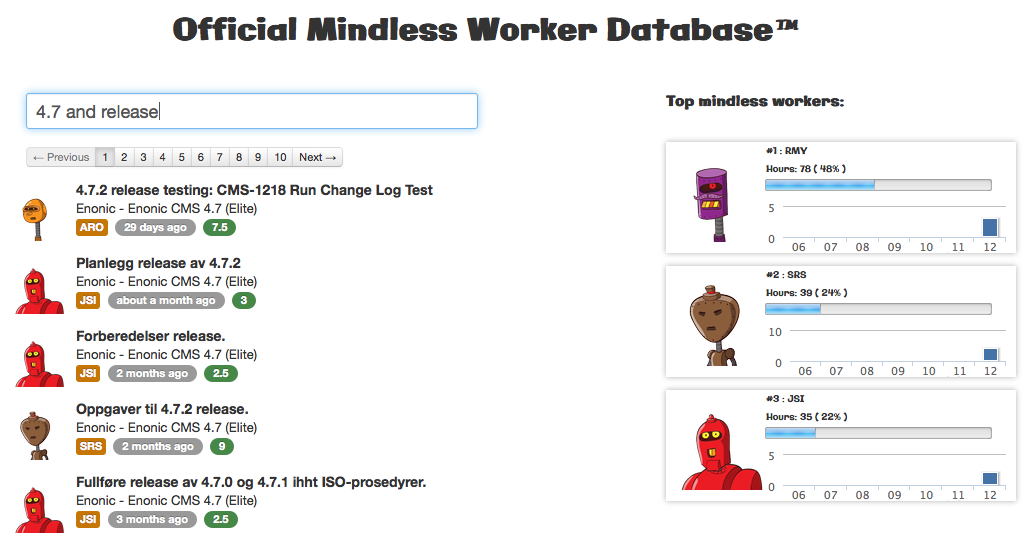 Official Mindless Worker Database™
4.7 and release
← Previous 1 2 3 4 5 6 7 8 9 10 Next →
4.7.2 release testing: CMS-1218 Run Change Log Test
Enonic - Enonic CMS 4.7 (Elite)
ARO 29 days ago 7.5
Planlegg release av 4.7.2
Enonic - Enonic CMS 4.7 (Elite)
JSI about a month ago 3
Forberedelser release.
Enonic - Enonic CMS 4.7 (Elite)
JSI 2 months ago 2.5
Oppgaver til 4.7.2 release.
Enonic - Enonic CMS 4.7 (Elite)
SRS 2 months ago 9
Fullføre release av 4.7.0 og 4.7.1 ihht ISO-prosedyrer.
Enonic - Enonic CMS 4.7 (Elite)
JSI 3 months ago 2.5
Top mindless workers:
#1 : RMY
Hours: 78 ( 48% )
5
0
06 07 08 09 10 11 12
#2 : SRS
Hours: 39 ( 24% )
10
0
06 07 08 09 10 11 12
#3 : JSI
Hours: 35 ( 22% )
5
0
06 07 08 09 10 11 12